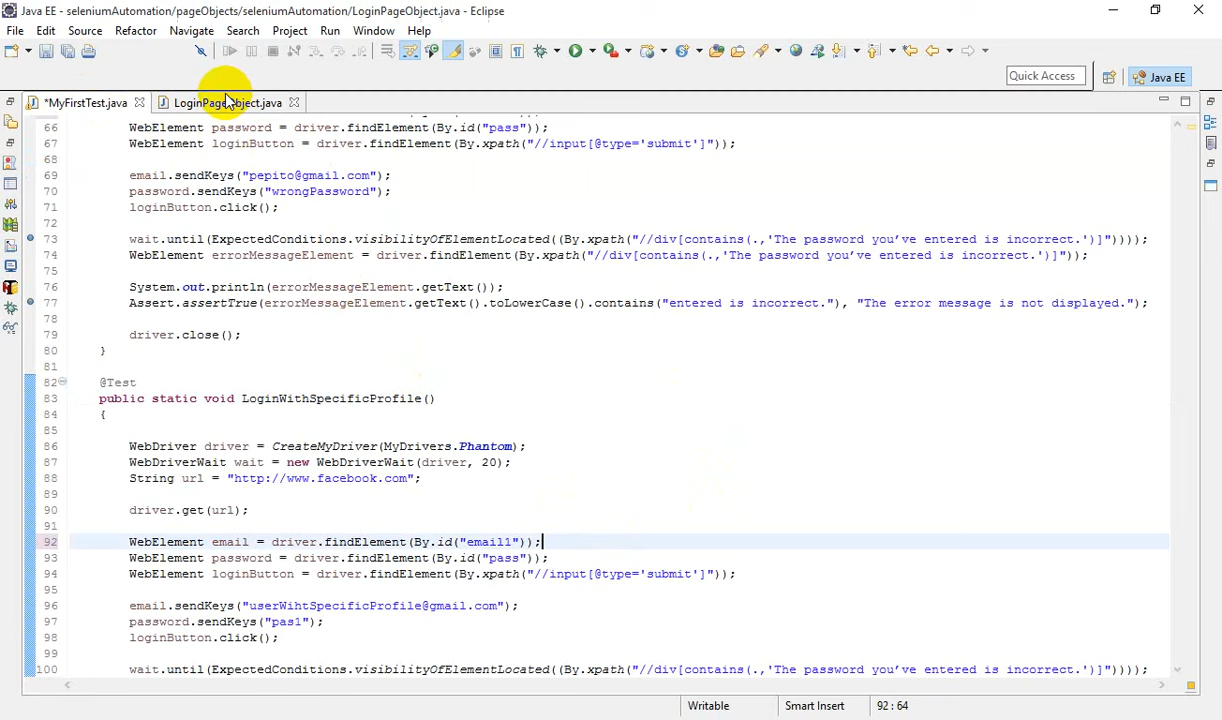 Java EE - seleniumAutomation/pageObjects/seleniumAutomation/LoginPageObject.java - Eclipse
File Edit Source Refactor Navigate Search Project Run Window Help
Quick Access Java EE
*MyFirstTest.java LoginPageObject.java
66 WebElement password = driver.findElement(By.id("pass"));
67 WebElement loginButton = driver.findElement(By.xpath("//input[@type='submit']"));
68
69 email.sendKeys("pepito@gmail.com");
70 password.sendKeys("wrongPassword");
71 loginButton.click();
72
73 wait.until(ExpectedConditions.visibilityOfElementLocated((By.xpath("//div[contains(.,'The password you’ve entered is incorrect.')]"))));
74 WebElement errorMessageElement = driver.findElement(By.xpath("//div[contains(.,'The password you’ve entered is incorrect.')]"));
75
76 System.out.println(errorMessageElement.getText());
77 Assert.assertTrue(errorMessageElement.getText().toLowerCase().contains("entered is incorrect."), "The error message is not displayed.");
78
79 driver.close();
80 }
81
82 @Test
83 public static void LoginWithSpecificProfile()
84 {
85
86 WebDriver driver = CreateMyDriver(MyDrivers.Phantom);
87 WebDriverWait wait = new WebDriverWait(driver, 20);
88 String url = "http://www.facebook.com";
89
90 driver.get(url);
91
92 WebElement email = driver.findElement(By.id("email1"));
93 WebElement password = driver.findElement(By.id("pass"));
94 WebElement loginButton = driver.findElement(By.xpath("//input[@type='submit']"));
95
96 email.sendKeys("userWihtSpecificProfile@gmail.com");
97 password.sendKeys("pas1");
98 loginButton.click();
99
100 wait.until(ExpectedConditions.visibilityOfElementLocated((By.xpath("//div[contains(.,'The password you’ve entered is incorrect.')]"))));
Writable Smart Insert 92 : 64